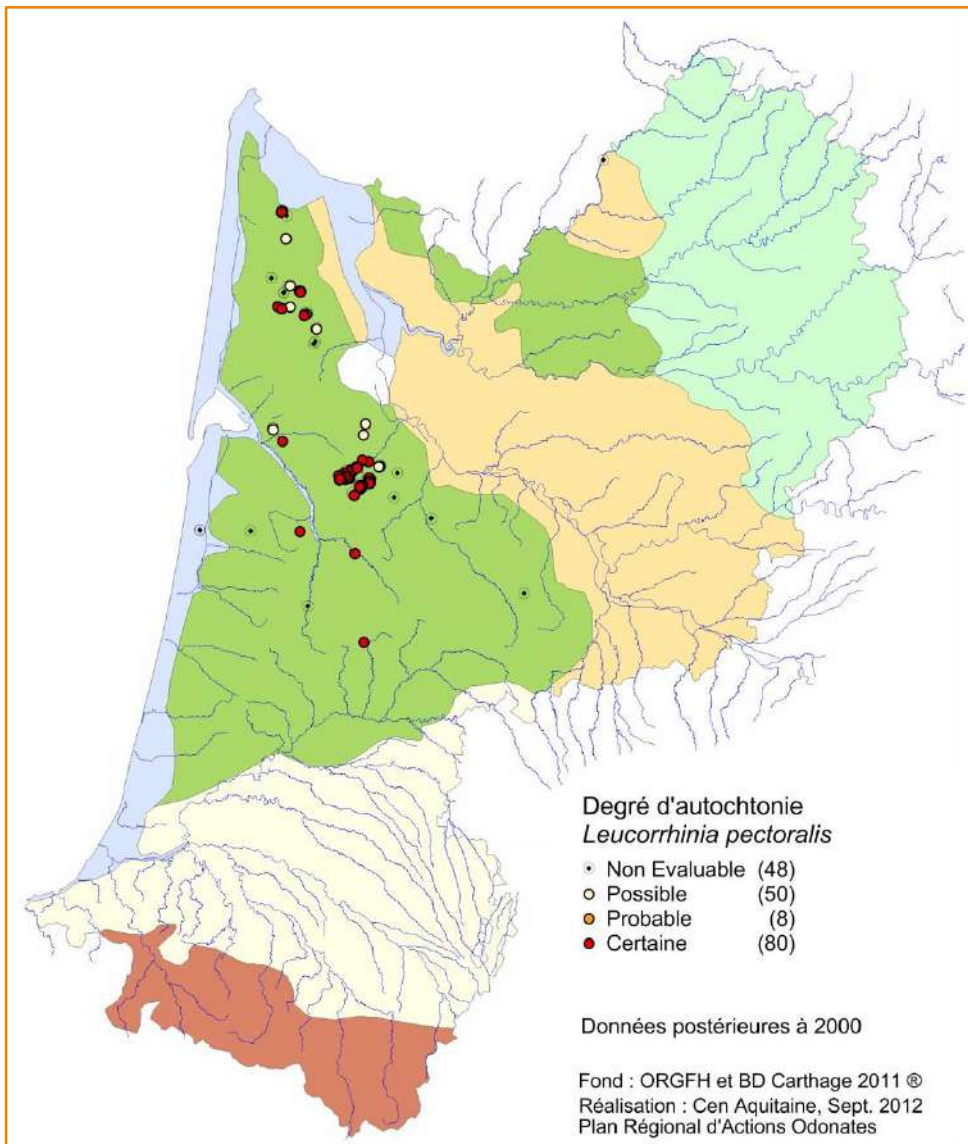 Degré d'autochtonie
Leucorrhinia pectoralis
Non Evaluable (48)
Possible (50)
Probable (8)
Certaine (80)
Données postérieures à 2000
Fond : ORGFH et BD Carthage 2011 ®
Réalisation : Cen Aquitaine, Sept. 2012
Plan Régional d'Actions Odonates